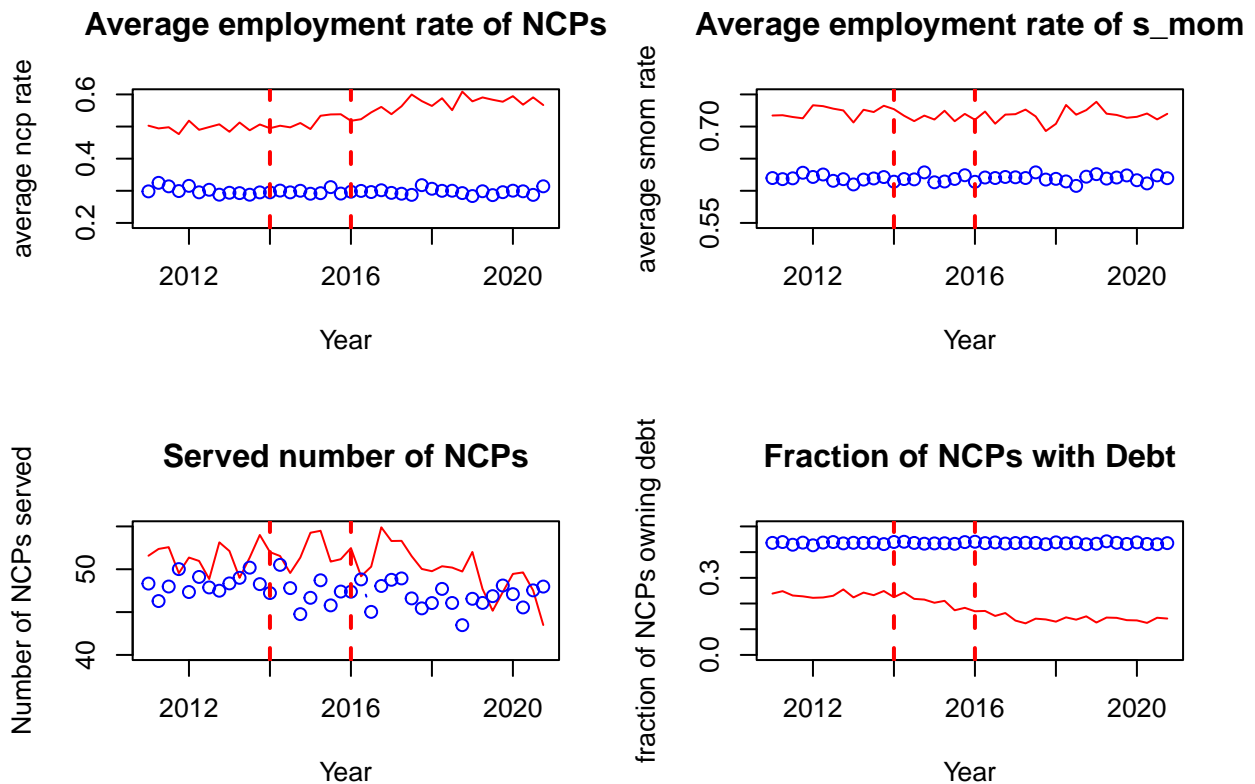 Average employment rate of NCPs
average ncp rate
0.2 0.4 0.6
2012 2016 2020
Year
Average employment rate of s_mom
average smom rate
0.55 0.70
2012 2016 2020
Year
Served number of NCPs
Number of NCPs served
40 50
2012 2016 2020
Year
Fraction of NCPs with Debt
fraction of NCPs owning debt
0.0 0.3
2012 2016 2020
Year